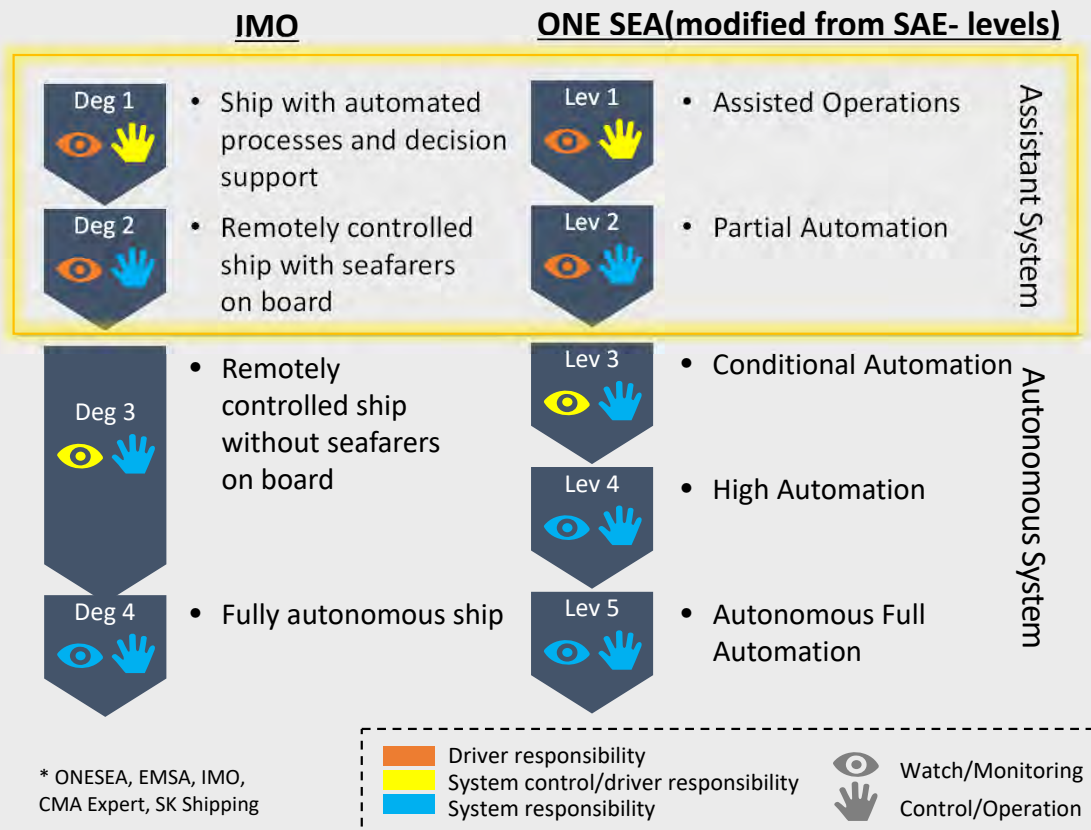 IMO
ONE SEA(modified from SAE- levels)
Deg 1
• Ship with automated
processes and decision
support
Lev 1
• Assisted Operations
Deg 2
• Remotely controlled
ship with seafarers
on board
Lev 2
• Partial Automation
Assistant System
Deg 3
• Remotely
controlled ship
without seafarers
on board
Lev 3
• Conditional Automation
Lev 4
• High Automation
Deg 4
• Fully autonomous ship
Lev 5
• Autonomous Full
Automation
Autonomous System
* ONESEA, EMSA, IMO,
CMA Expert, SK Shipping
Driver responsibility
System control/driver responsibility
System responsibility
Watch/Monitoring
Control/Operation